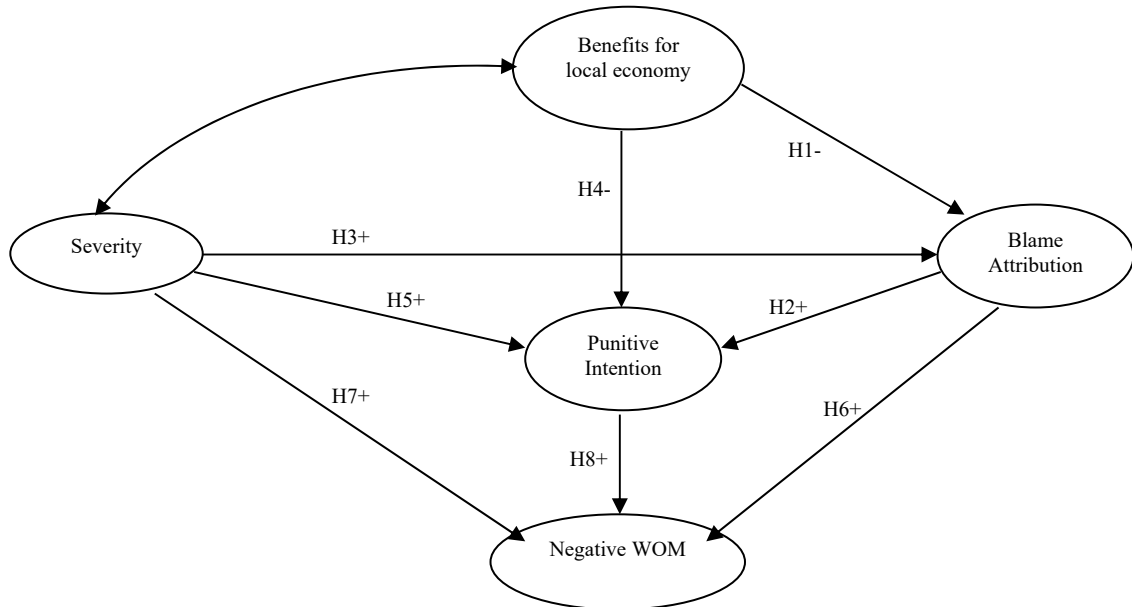 Benefits for
local economy
H1-
H4-
Severity
H3+
Blame
Attribution
H5+
H2+
Punitive
Intention
H7+
H6+
H8+
Negative WOM